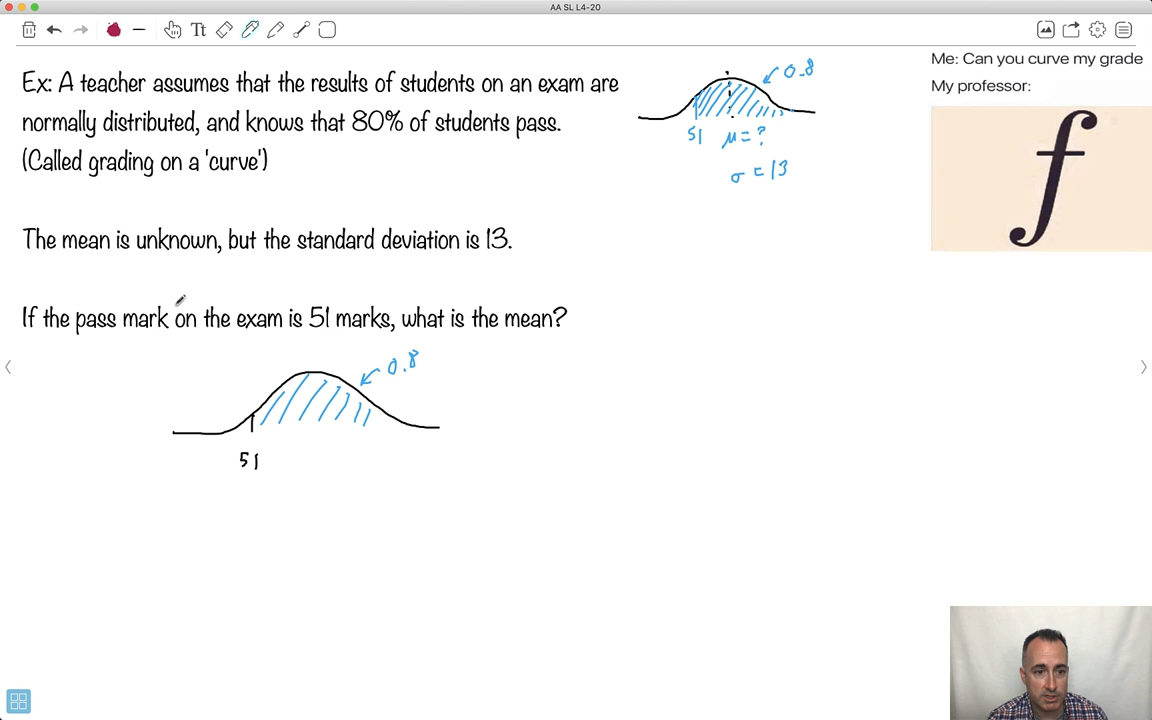 AA SL L4-20
Tt
Ex: A teacher assumes that the results of students on an exam are
normally distributed, and knows that 80% of students pass.
(Called grading on a 'curve')
The mean is unknown, but the standard deviation is 13.
If the pass mark on the exam is 51 marks, what is the mean?
0.8
51
0.8
51 μ = ?
σ = 13
Me: Can you curve my grade
My professor:
f